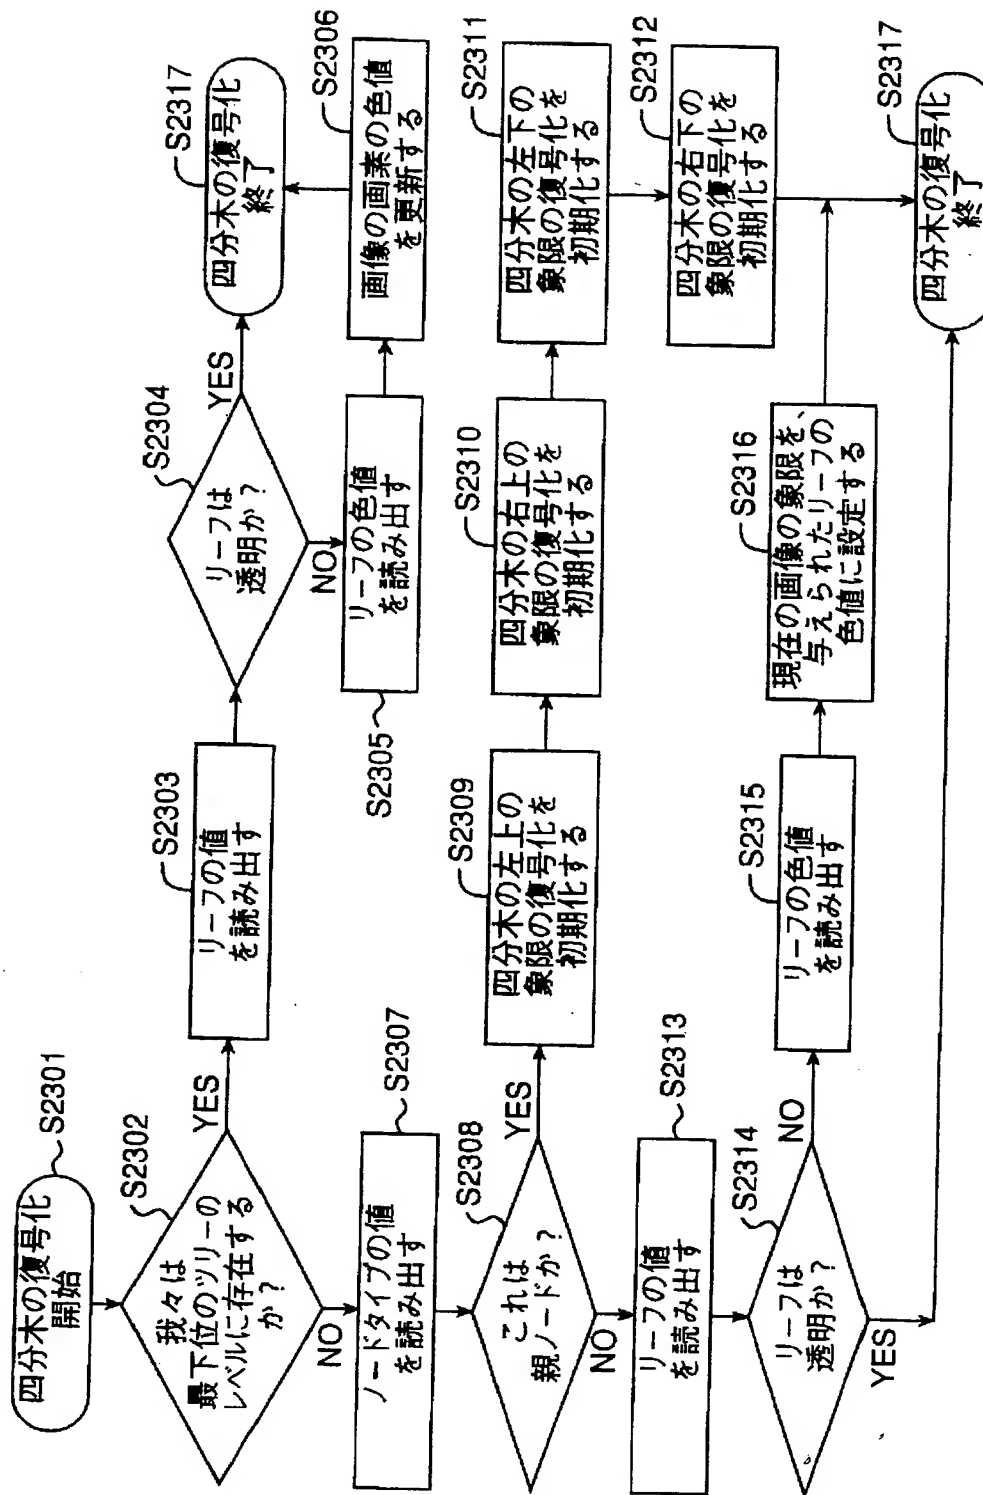 四分木の復号化
開始
S2301
我々は
最下位のツリーの
レベルに存在する
か?
S2302
YES
NO
リーフの値
を読み出す
S2303
リーフは
透明か?
S2304
YES
NO
四分木の復号化
終了
S2317
リーフの色値
を読み出す
S2305
画像の画素の色値
を更新する
S2306
ノードタイプの値
を読み出す
S2307
これは
親ノードか?
S2308
YES
NO
四分木の左上の
象限の復号化を
初期化する
S2309
四分木の右上の
象限の復号化を
初期化する
S2310
四分木の左下の
象限の復号化を
初期化する
S2311
四分木の右下の
象限の復号化を
初期化する
S2312
リーフの値
を読み出す
S2313
リーフは
透明か?
S2314
NO
YES
リーフの色値
を読み出す
S2315
現在の画像の象限を、
与えられたリーフの
色値に設定する
S2316
四分木の復号化
終了
S2317